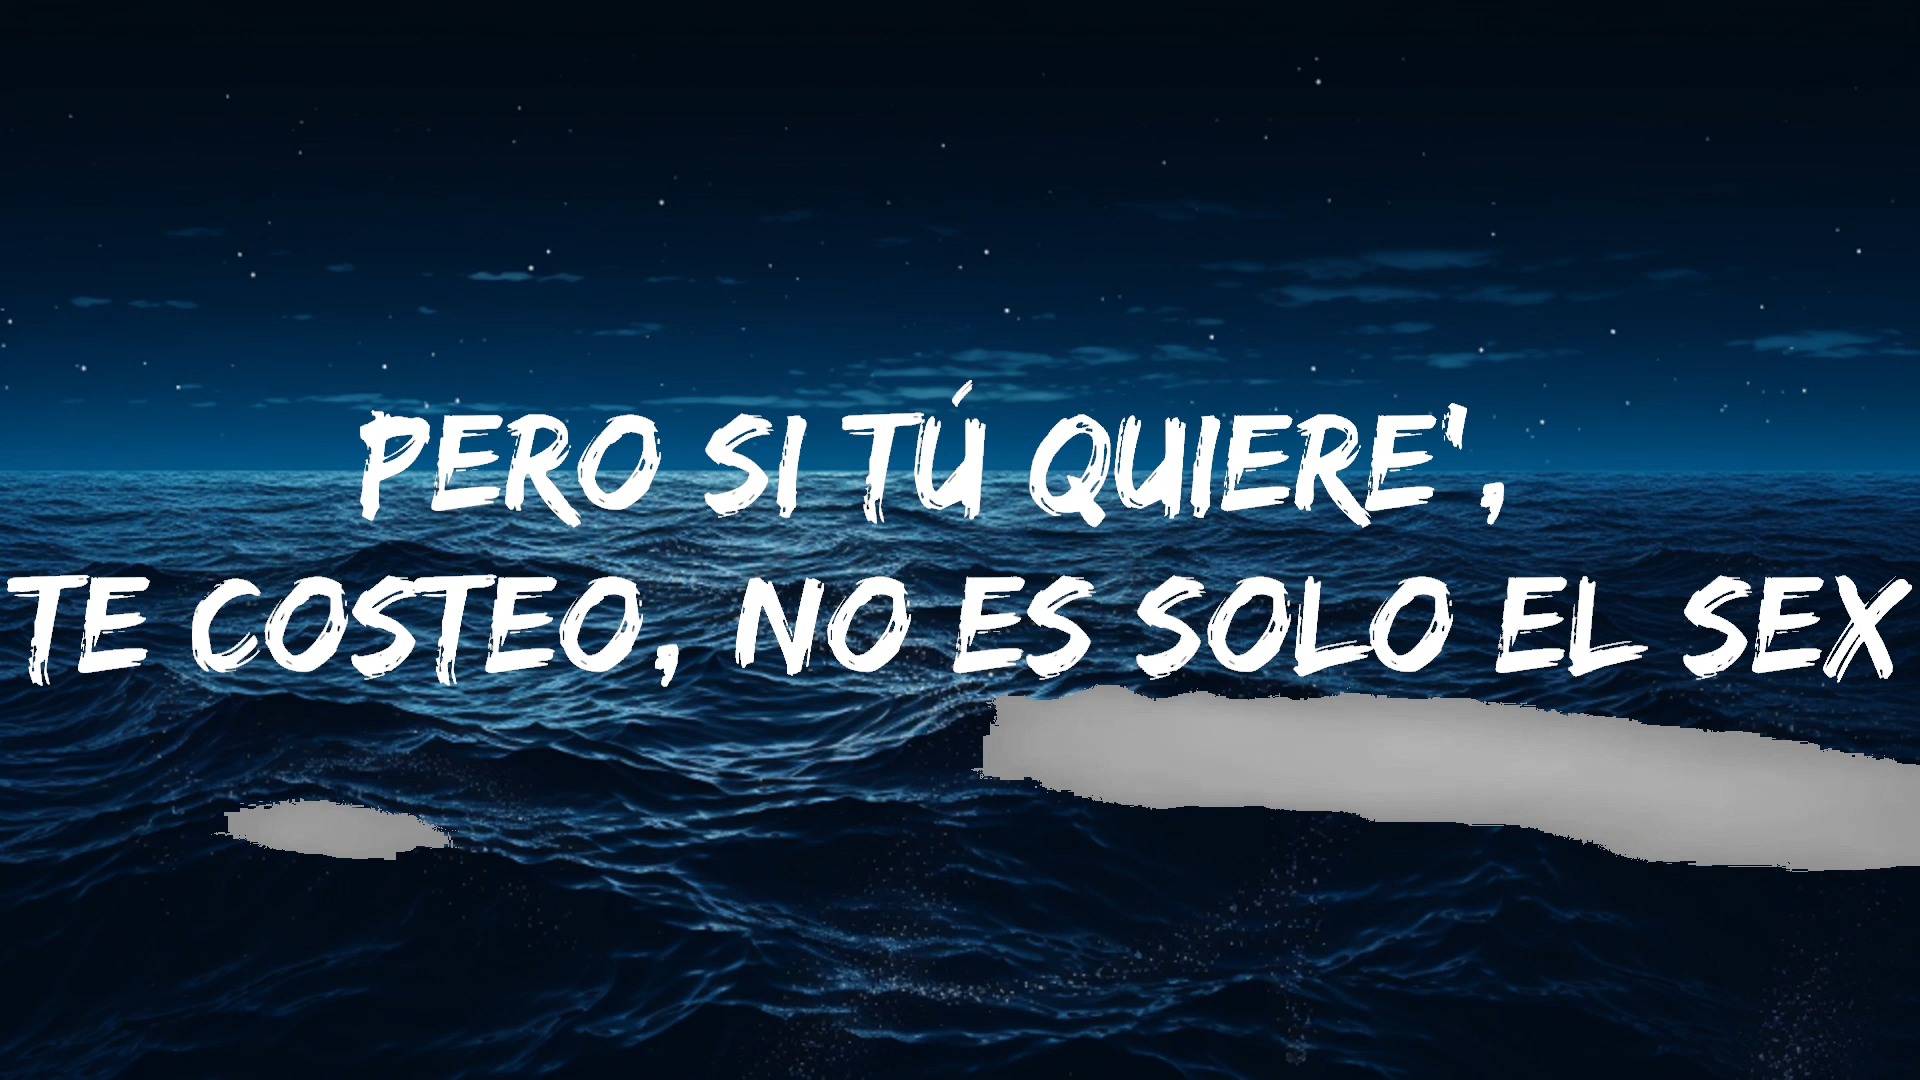 PERO SI TÚ QUIERE',
TE COSTEO, NO ES SOLO EL SEX